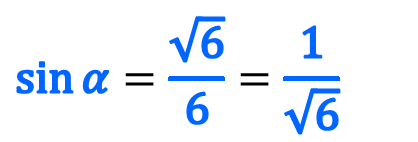 sin α = √6/6 = 1/√6